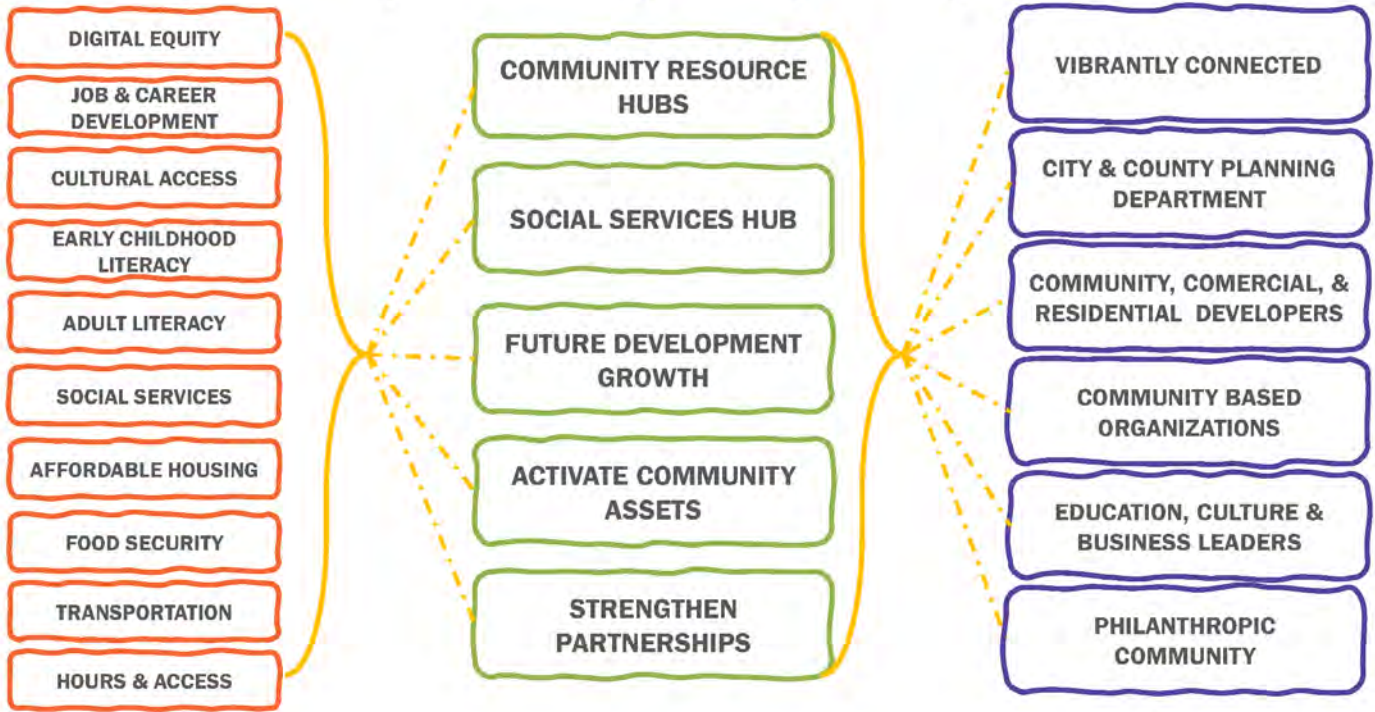 DIGITAL EQUITY
JOB & CAREER
DEVELOPMENT
CULTURAL ACCESS
EARLY CHILDHOOD
LITERACY
ADULT LITERACY
SOCIAL SERVICES
AFFORDABLE HOUSING
FOOD SECURITY
TRANSPORTATION
HOURS & ACCESS
COMMUNITY RESOURCE
HUBS
SOCIAL SERVICES HUB
FUTURE DEVELOPMENT
GROWTH
ACTIVATE COMMUNITY
ASSETS
STRENGTHEN
PARTNERSHIPS
VIBRANTLY CONNECTED
CITY & COUNTY PLANNING
DEPARTMENT
COMMUNITY, COMERCIAL, &
RESIDENTIAL DEVELOPERS
COMMUNITY BASED
ORGANIZATIONS
EDUCATION, CULTURE &
BUSINESS LEADERS
PHILANTHROPIC
COMMUNITY